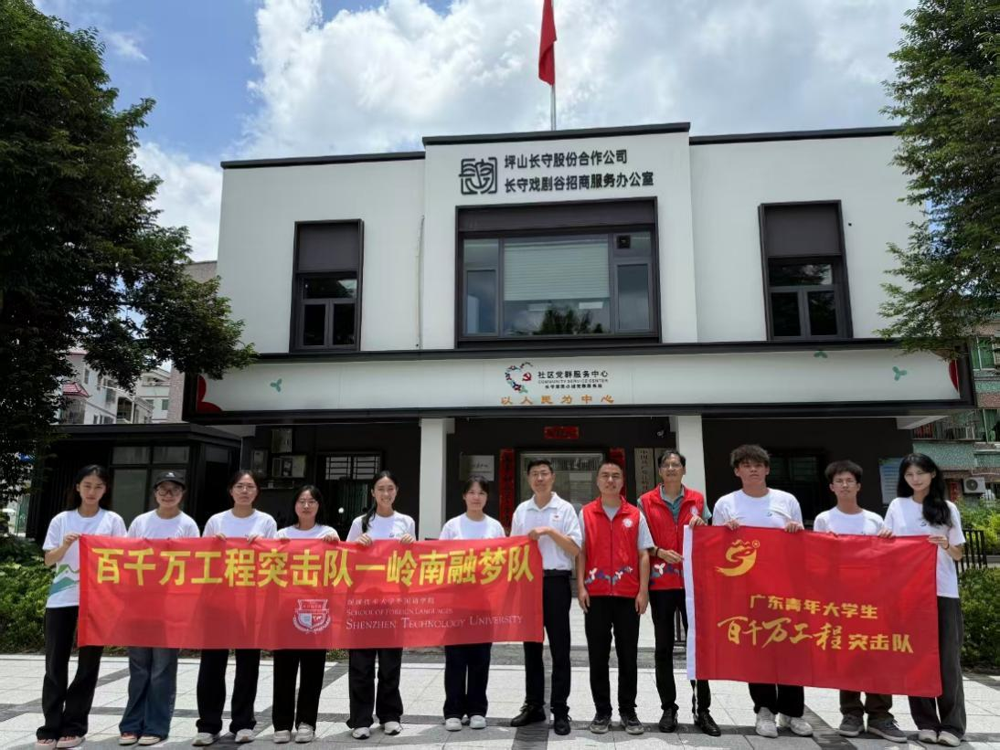 坪山长守股份合作公司
长守戏剧谷招商服务办公室
社区党群服务中心
COMMUNITY SERVICE CENTER
以人民为中心
百千万工程突击队—岭南融梦队
深圳技术大学外国语学院
SCHOOL OF FOREIGN LANGUAGES
SHENZHEN TECHNOLOGY UNIVERSITY
广东青年大学生
百千万工程突击队